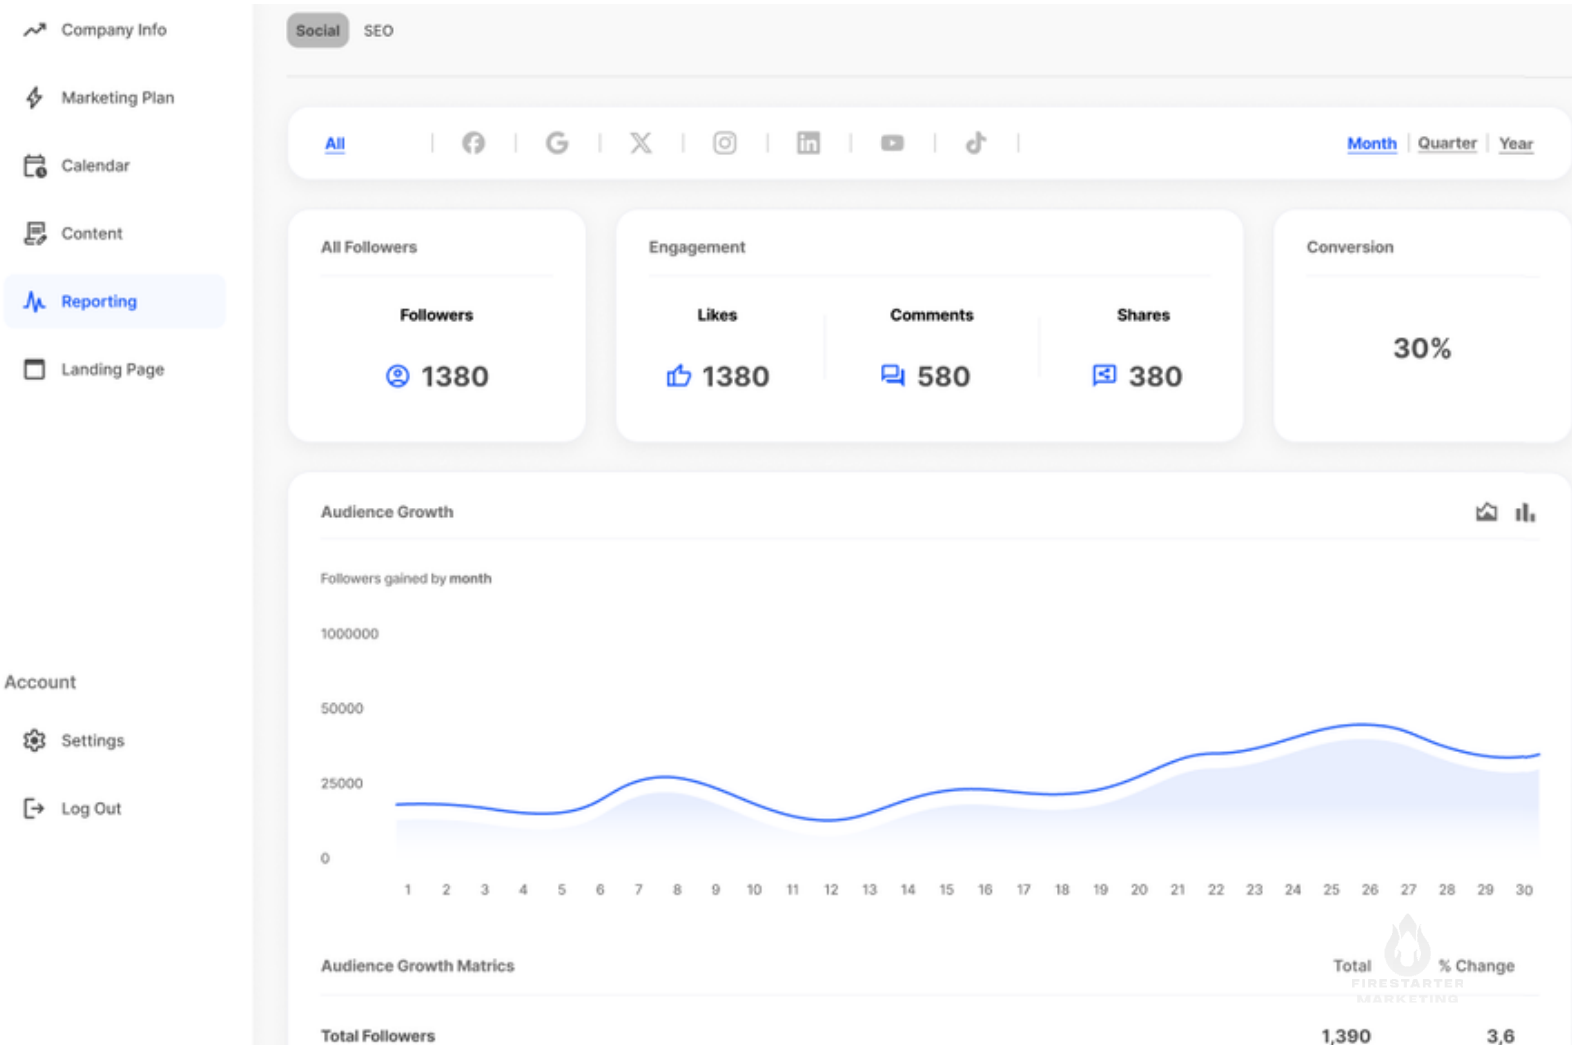 Company Info
Marketing Plan
Calendar
Content
Reporting
Landing Page
Account
Settings
Log Out
Social SEO
All Month Quarter Year
All Followers
Followers
1380
Engagement
Likes Comments Shares
1380 580 380
Conversion
30%
Audience Growth
Followers gained by month
1000000
50000
25000
0
1 2 3 4 5 6 7 8 9 10 11 12 13 14 15 16 17 18 19 20 21 22 23 24 25 26 27 28 29 30
Audience Growth Matrics Total % Change
FIRESTARTER
MARKETING
Total Followers 1,390 3,6